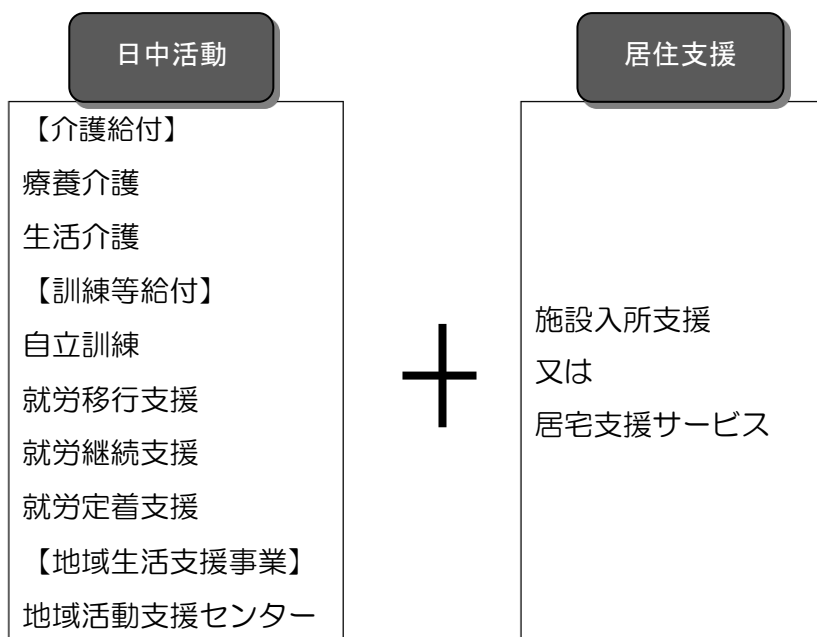 日中活動
【介護給付】
療養介護
生活介護
【訓練等給付】
自立訓練
就労移行支援
就労継続支援
就労定着支援
【地域生活支援事業】
地域活動支援センター
＋
居住支援
施設入所支援
又は
居宅支援サービス